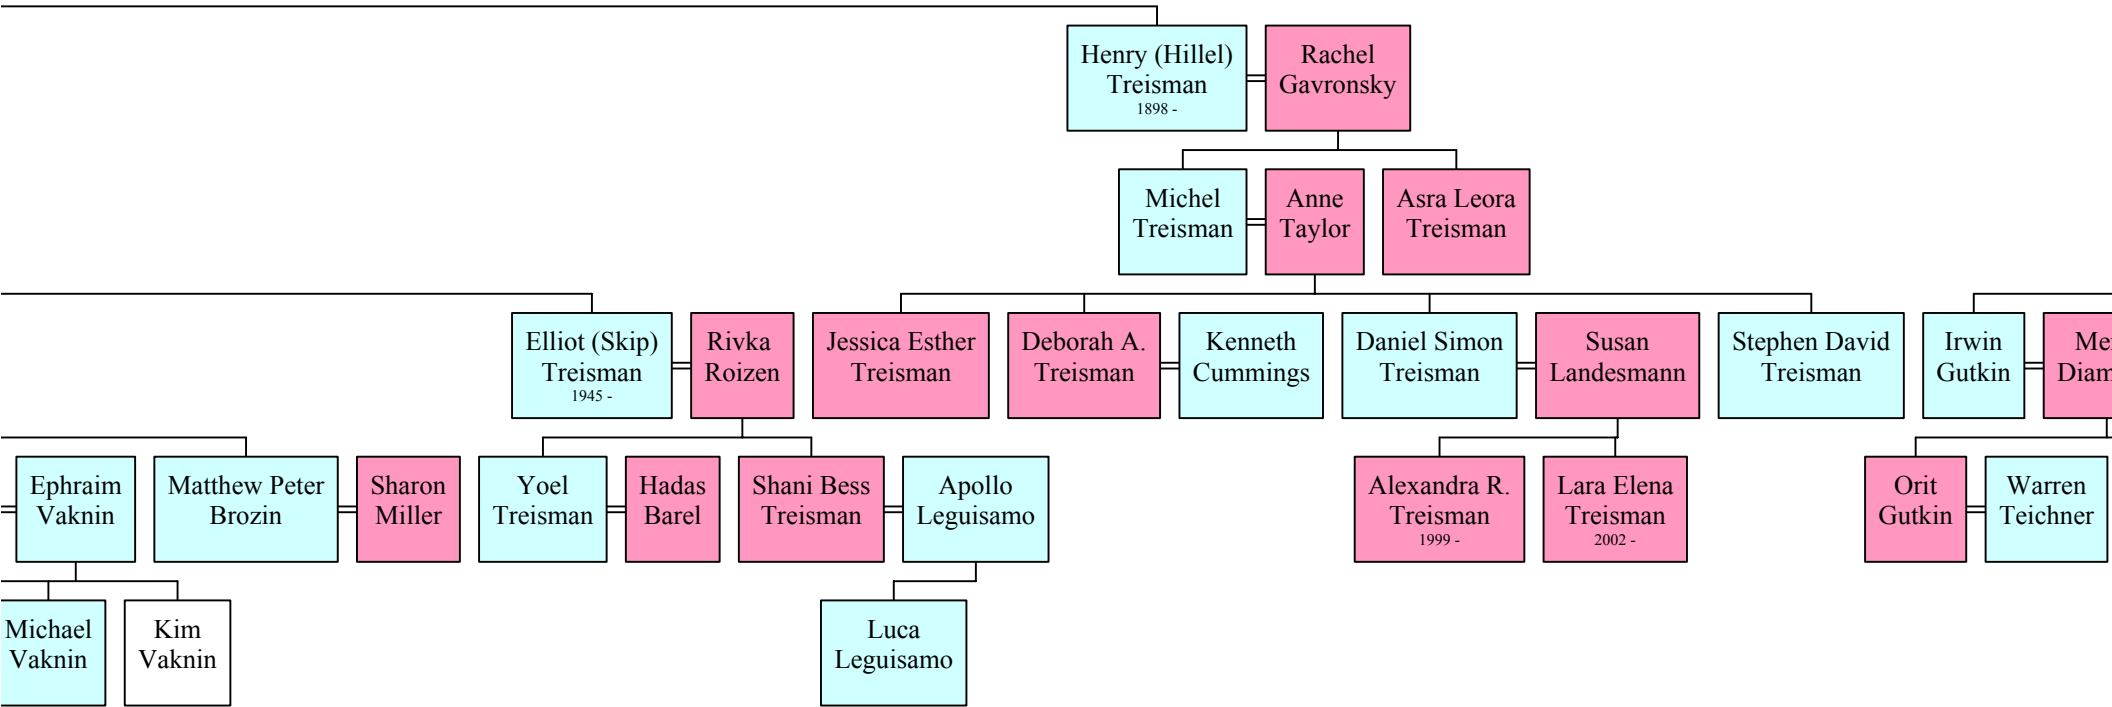 Henry (Hillel)
Treisman
1898 -
Rachel
Gavronsky
Michel
Treisman
Anne
Taylor
Asra Leora
Treisman
Elliot (Skip)
Treisman
1945 -
Rivka
Roizen
Jessica Esther
Treisman
Deborah A.
Treisman
Kenneth
Cummings
Daniel Simon
Treisman
Susan
Landesmann
Stephen David
Treisman
Irwin
Gutkin
Ephraim
Vaknin
Matthew Peter
Brozin
Sharon
Miller
Yoel
Treisman
Hadas
Barel
Shani Bess
Treisman
Apollo
Leguisamo
Alexandra R.
Treisman
1999 -
Lara Elena
Treisman
2002 -
Orit
Gutkin
Warren
Teichner
Michael
Vaknin
Kim
Vaknin
Luca
Leguisamo